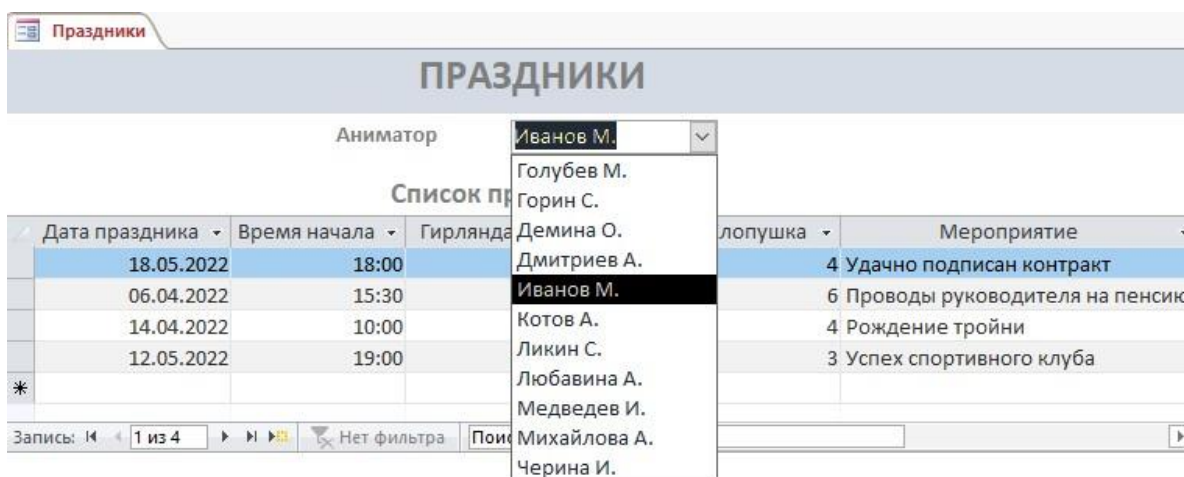 Праздники
ПРАЗДНИКИ
Аниматор Иванов М.
Голубев М.
Список Горин С.
Дата праздника Время начала Демина О. Мероприятие
18.05.2022 18:00 Дмитриев А. 4 Удачно подписан контракт
06.04.2022 15:30 Иванов М. 6 Проводы руководителя на пенсию
14.04.2022 10:00 Котов А. 4 Рождение тройни
12.05.2022 19:00 Ликин С. 3 Успех спортивного клуба
Любавина А.
Медведев И.
Запись: 1 из 4 Нет фильтра Михайлова А.
Черина И.